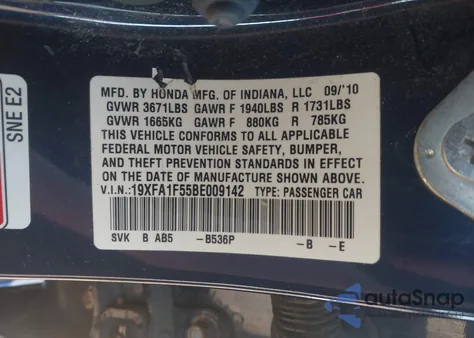 SNE E2
MFD. BY HONDA MFG. OF INDIANA, LLC 09/'10
GVWR 3671LBS GAWR F 1940LBS R 1731LBS
GVWR 1665KG GAWR F 880KG R 785KG
THIS VEHICLE CONFORMS TO ALL APPLICABLE
FEDERAL MOTOR VEHICLE SAFETY, BUMPER,
AND THEFT PREVENTION STANDARDS IN EFFECT
ON THE DATE OF MANUFACTURE SHOWN ABOVE.
V.I.N.:19XFA1F55BE009142 TYPE: PASSENGER CAR
SVK B AB5 -B536P -B -E
autoSnap